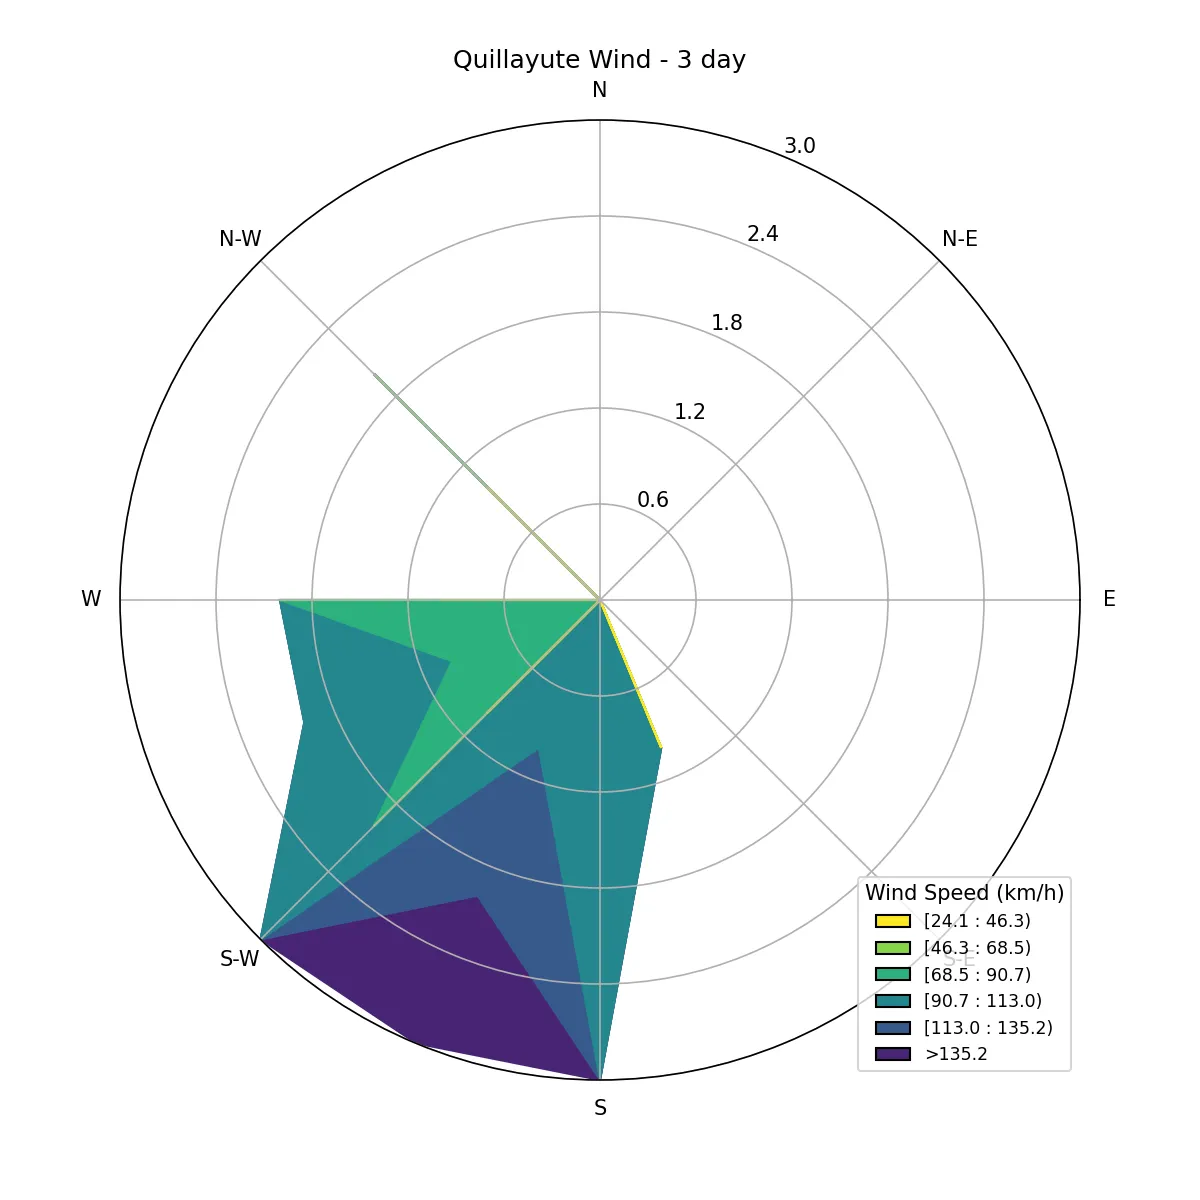 Quillayute Wind - 3 day
N
3.0
N-W
2.4
N-E
1.8
1.2
0.6
W
E
S-W
S-E
S
Wind Speed (km/h)
[24.1 : 46.3)
[46.3 : 68.5)
[68.5 : 90.7)
[90.7 : 113.0)
[113.0 : 135.2)
>135.2